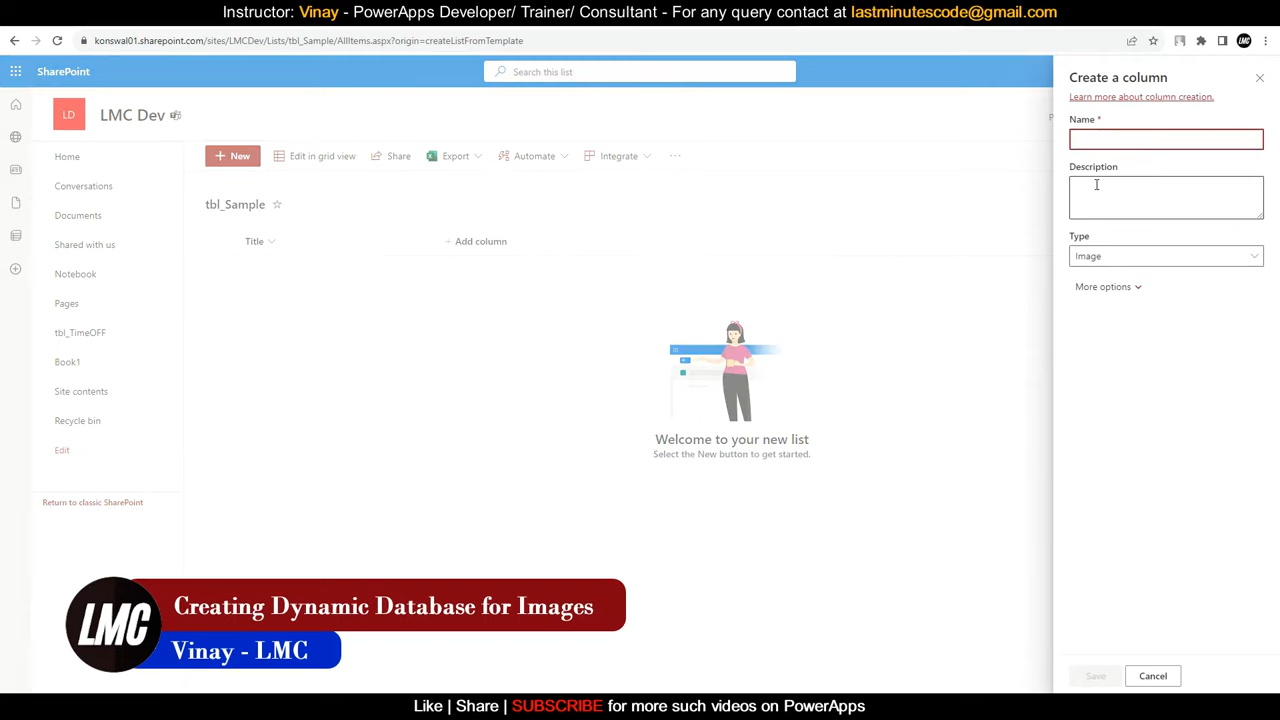 Instructor: Vinay - PowerApps Developer/ Trainer/ Consultant - For any query contact at lastminutescode@gmail.com
konswal01.sharepoint.com/sites/LMCDev/Lists/tbl_Sample/AllItems.aspx?origin=createListFromTemplate
LMC
SharePoint
Search this list
Create a column
Learn more about column creation.
LD
LMC Dev
Name *
Home
New
Edit in grid view
Share
Export
Automate
Integrate
Description
Conversations
tbl_Sample
Documents
Title
+ Add column
Type
Shared with us
Image
Notebook
More options
Pages
tbl_TimeOFF
Book1
Site contents
Recycle bin
Welcome to your new list
Edit
Select the New button to get started.
Return to classic SharePoint
LMC
Creating Dynamic Database for Images
Vinay - LMC
Save
Cancel
Like | Share | SUBSCRIBE for more such videos on PowerApps